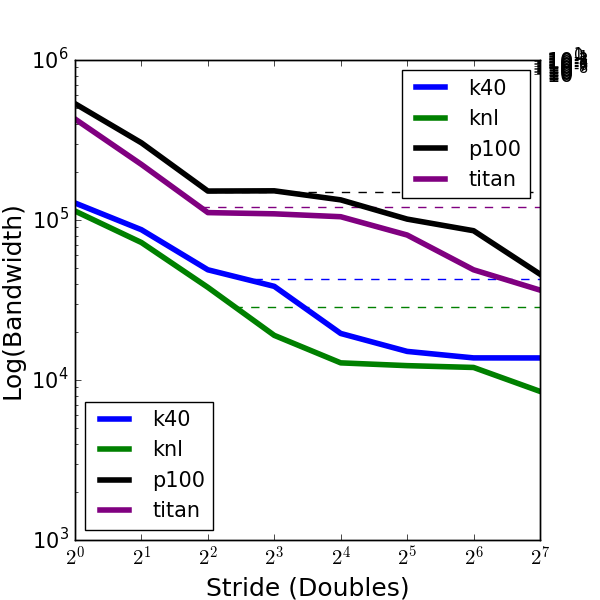 10^6
k40
knl
p100
titan
10^5
Log(Bandwidth)
10^4
k40
knl
p100
titan
10^3
2^0 2^1 2^2 2^3 2^4 2^5 2^6 2^7
Stride (Doubles)